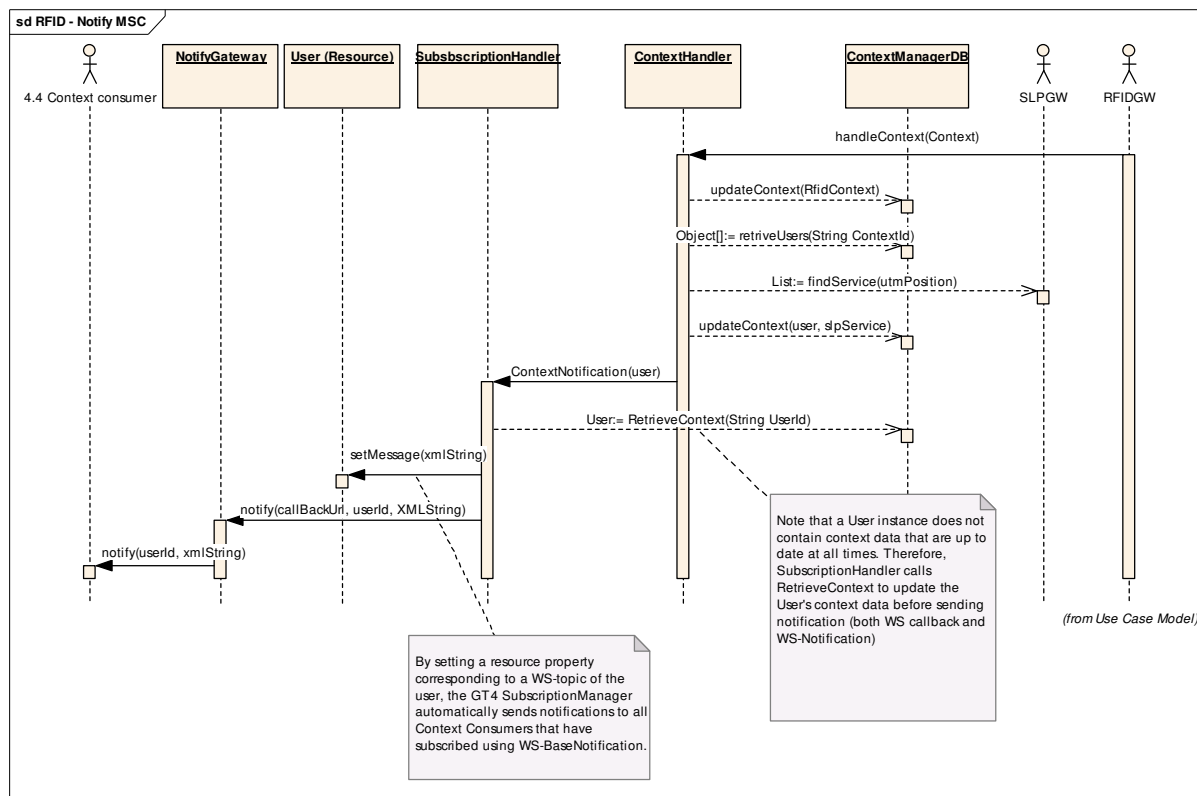 sd RFID - Notify MSC
4.4 Context consumer
NotifyGateway
User (Resource)
SubsbscriptionHandler
ContextHandler
ContextManagerDB
SLPGW
RFIDGW
handleContext(Context)
updateContext(RfidContext)
Object[]:= retriveUsers(String ContextId)
List:= findService(utmPosition)
updateContext(user, slpService)
ContextNotification(user)
User:= RetrieveContext(String UserId)
setMessage(xmlString)
notify(callBackUrl, userId, XMLString)
notify(userId, xmlString)
Note that a User instance does not
contain context data that are up to
date at all times. Therefore,
SubscriptionHandler calls
RetrieveContext to update the
User's context data before sending
notification (both WS callback and
WS-Notification)
(from Use Case Model)
By setting a resource property
corresponding to a WS-topic of
the user, the GT4 SubscriptionManager
automatically sends notifications to all
Context Consumers that have
subscribed using WS-BaseNotification.